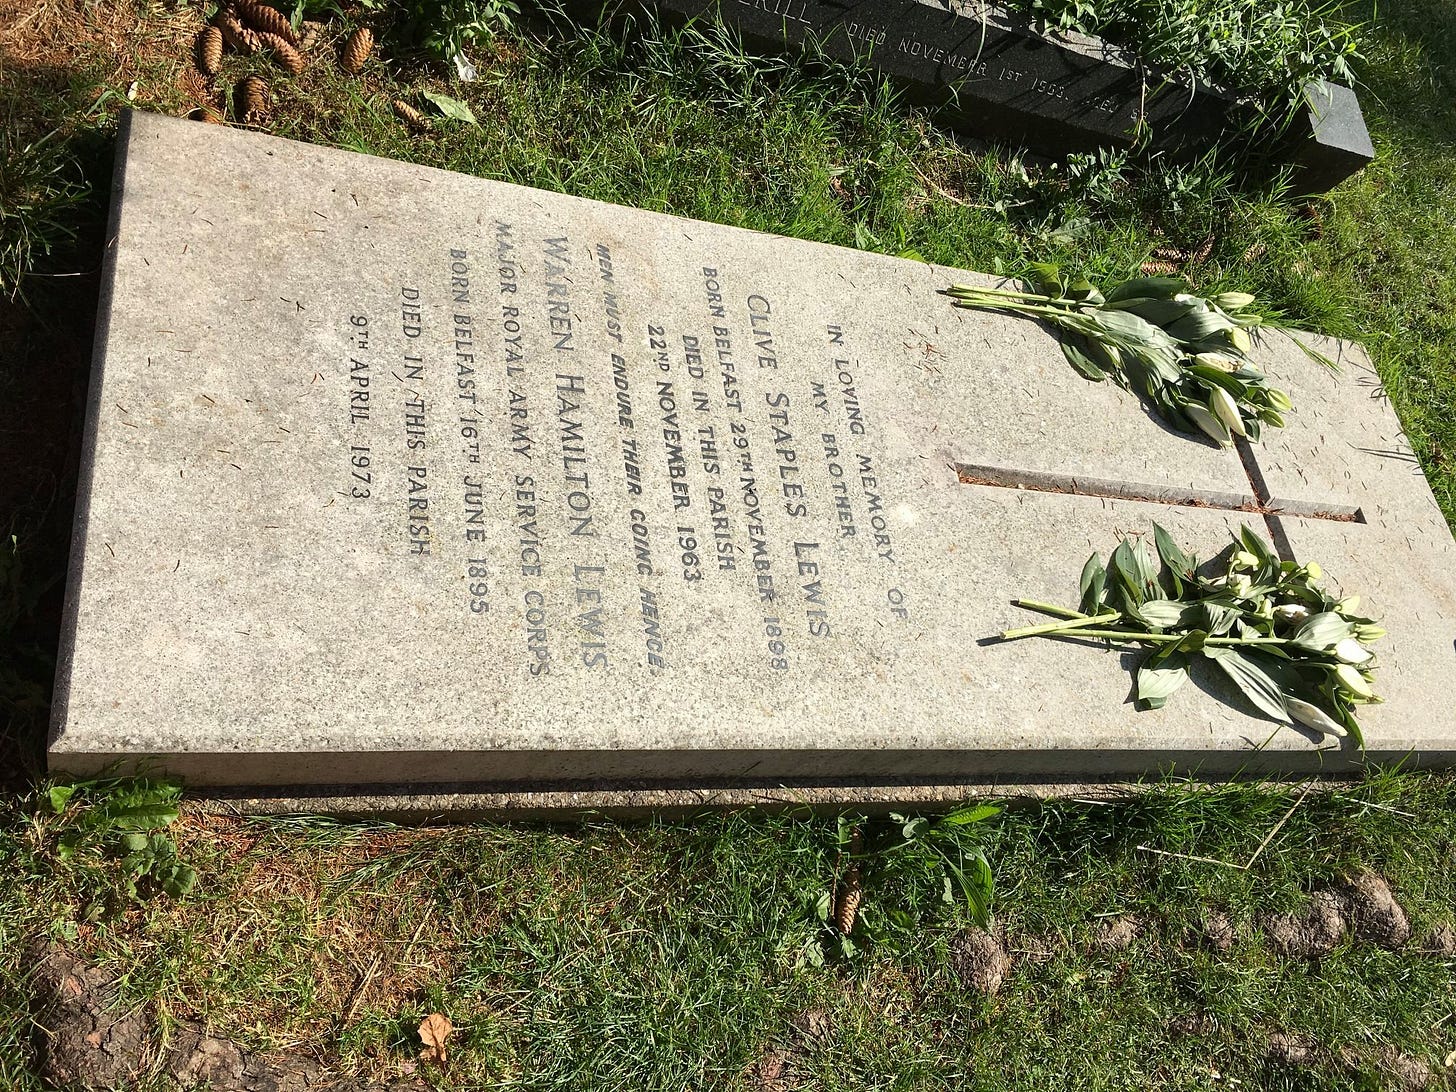 IN LOVING MEMORY OF
MY BROTHER
CLIVE STAPLES LEWIS
BORN BELFAST 29TH NOVEMBER 1898
DIED IN THIS PARISH
22ND NOVEMBER 1963
MEN MUST ENDURE THEIR GOING HENCE
WARREN HAMILTON LEWIS
MAJOR ROYAL ARMY SERVICE CORPS
BORN BELFAST 16TH JUNE 1895
DIED IN THIS PARISH
9TH APRIL 1973
DIED NOVEMBER 1ST